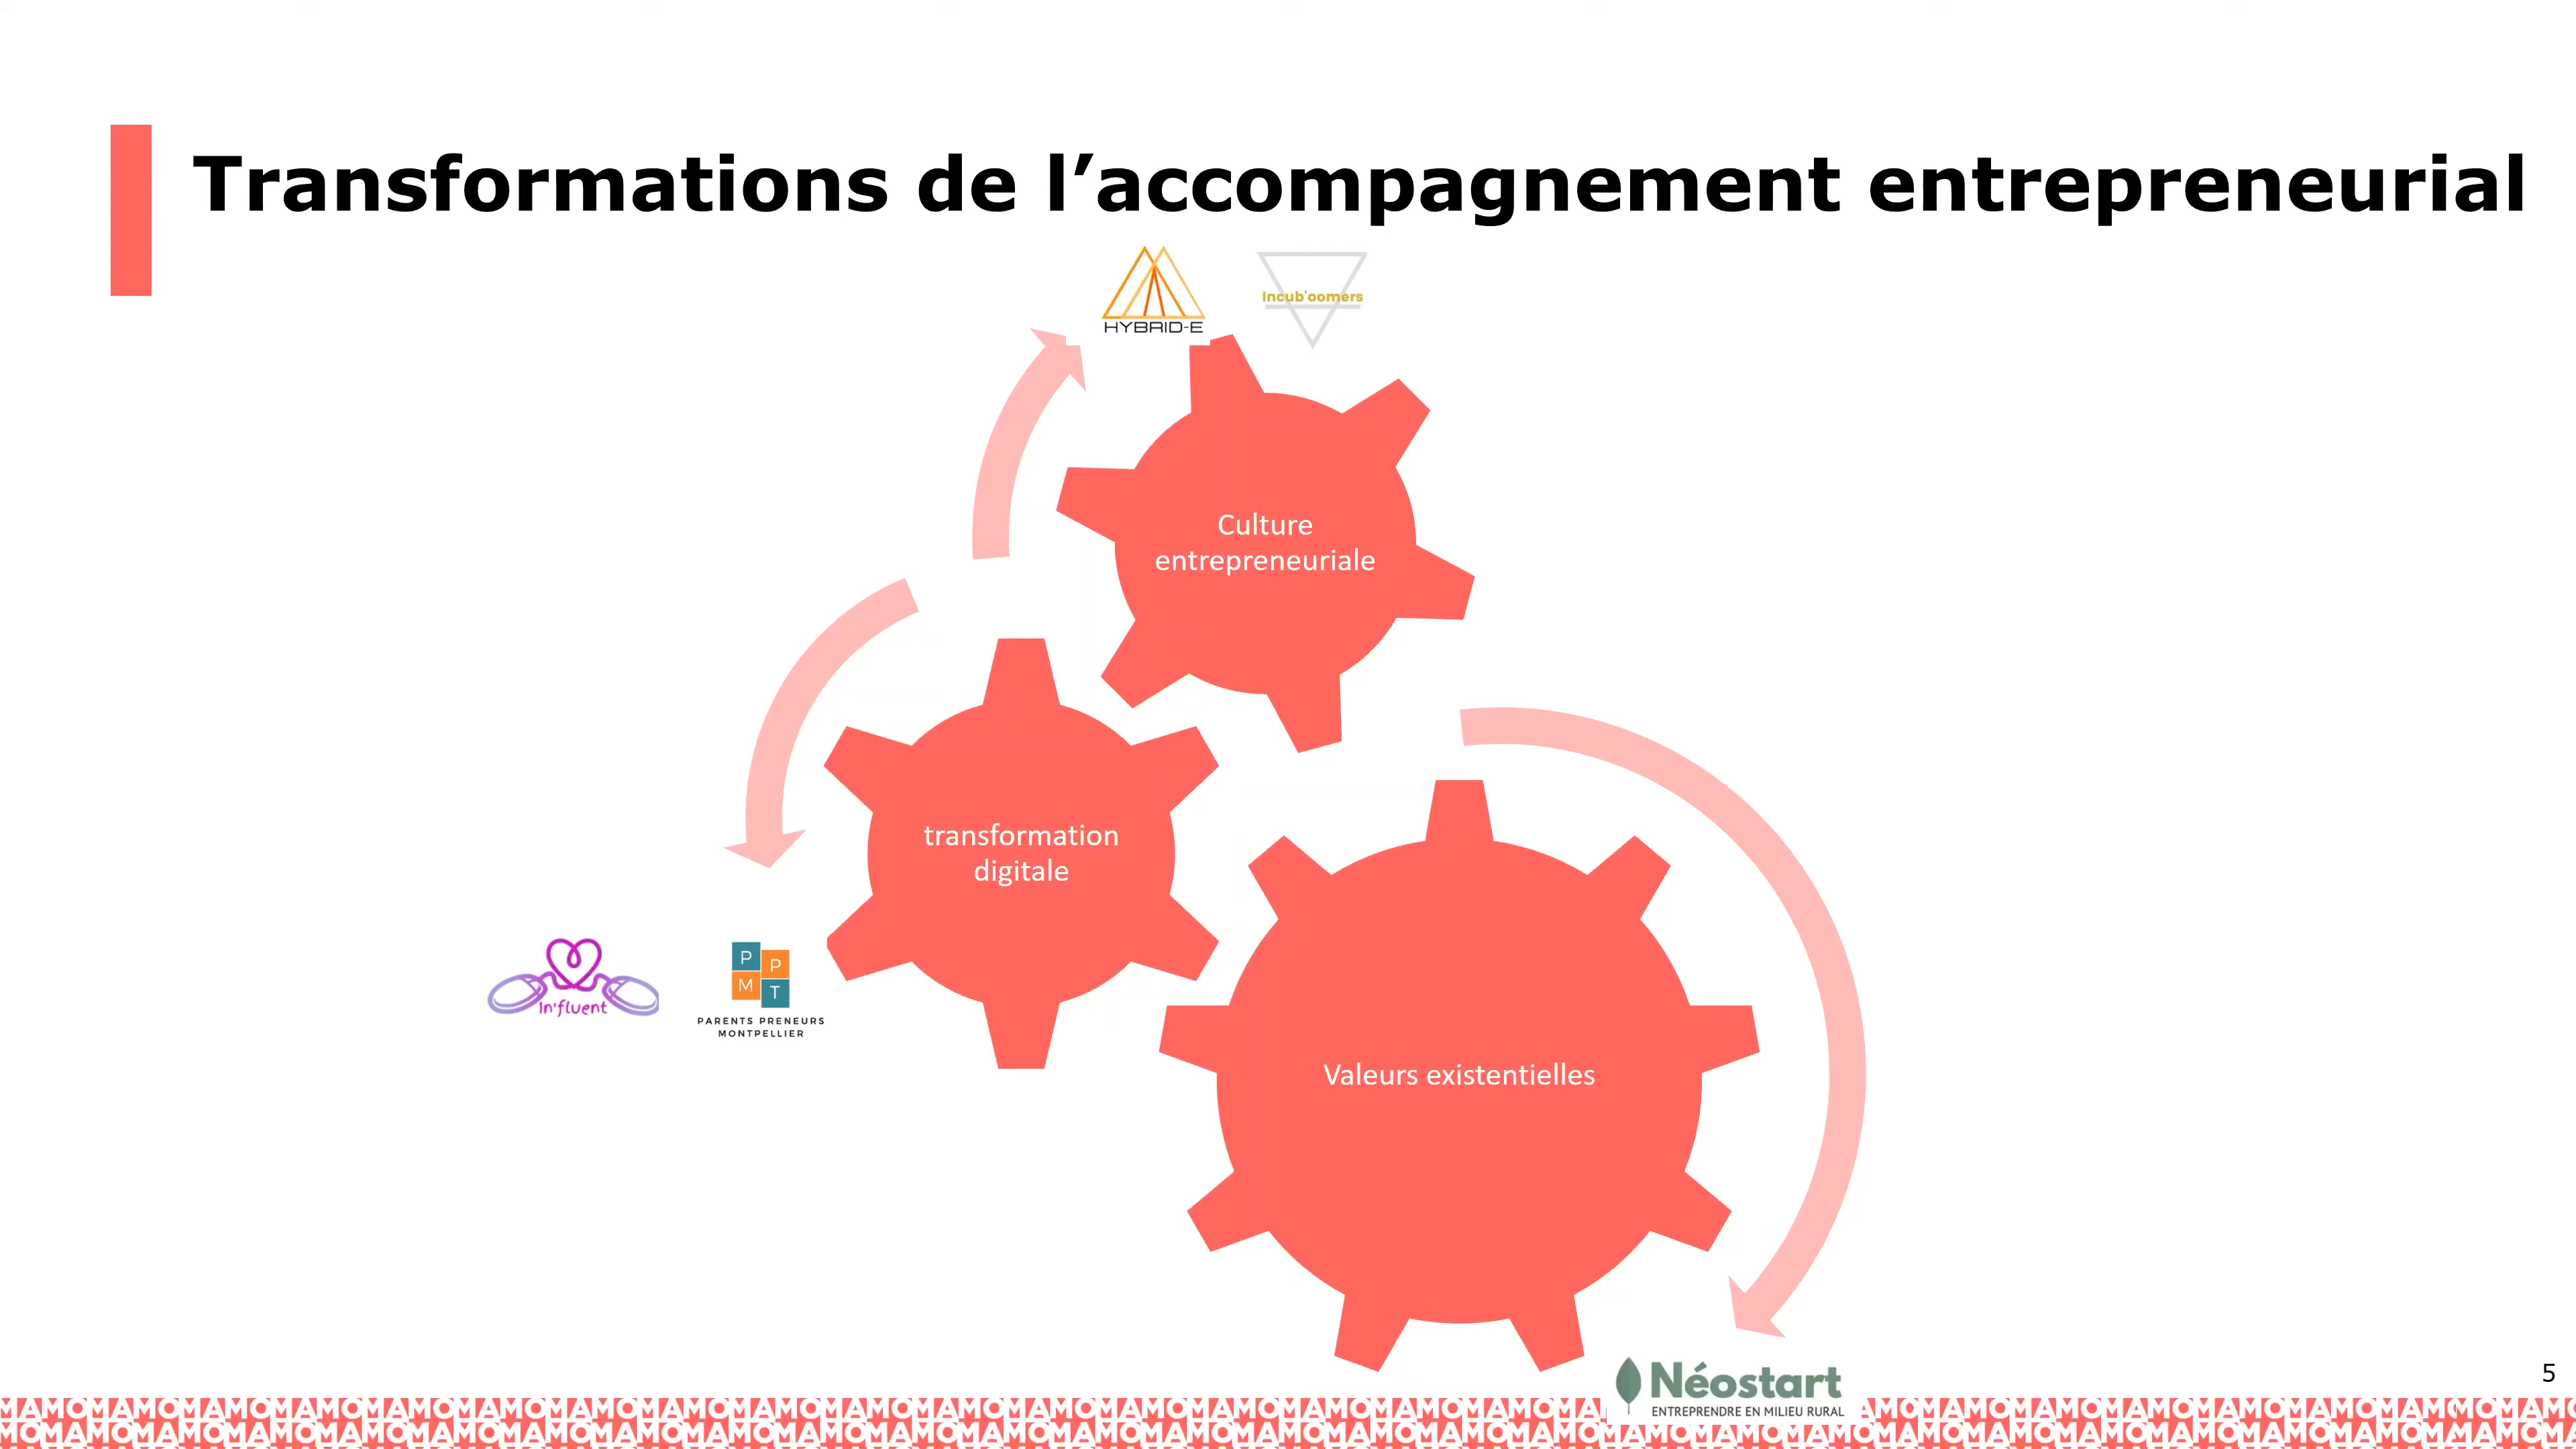 Transformations de l’accompagnement entrepreneurial
HYBRID-E
Incub'oomers
Culture
entrepreneuriale
transformation
digitale
In'fluent
P
P
M
T
PARENTS PRENEURS
MONTPELLIER
Valeurs existentielles
Néostart
ENTREPRENDRE EN MILIEU RURAL
5